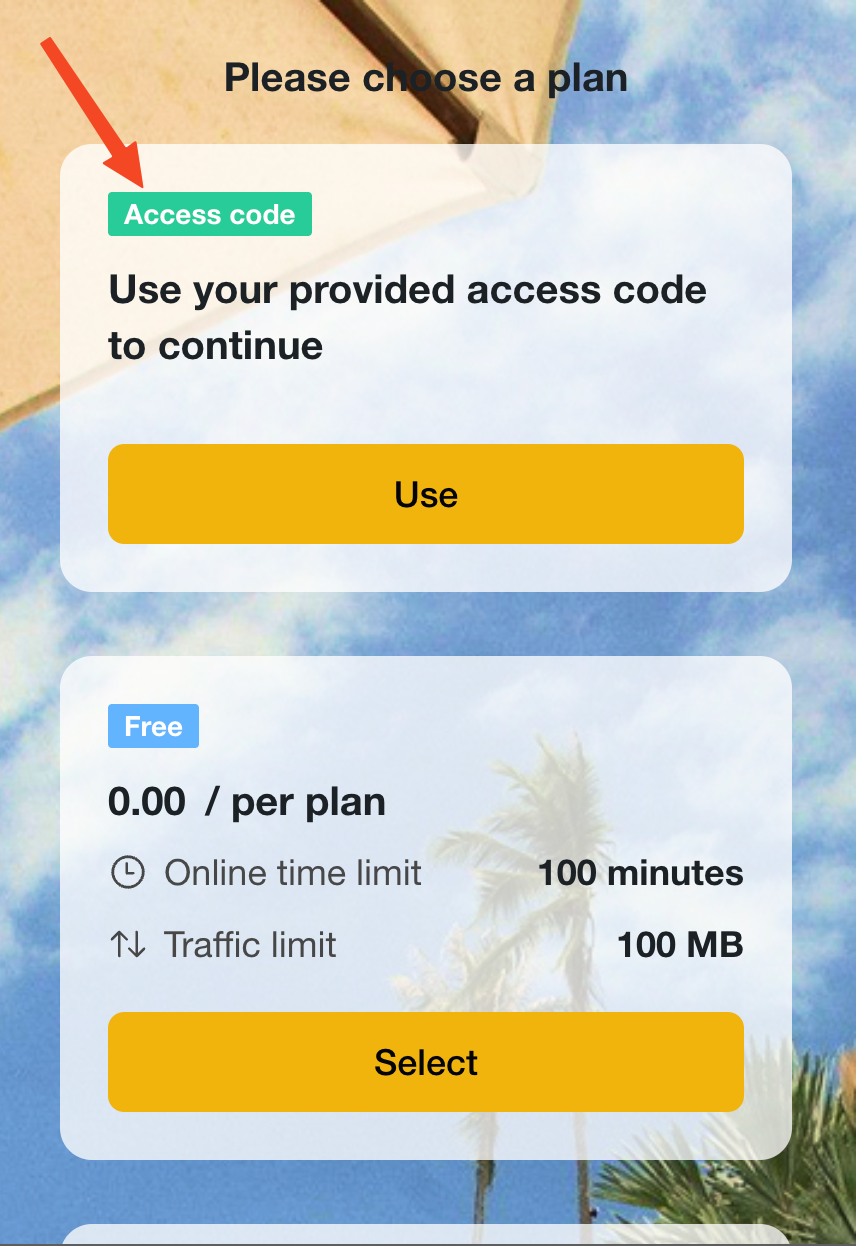 Please choose a plan
Access code
Use your provided access code
to continue
Use
Free
0.00 / per plan
Online time limit 100 minutes
Traffic limit 100 MB
Select